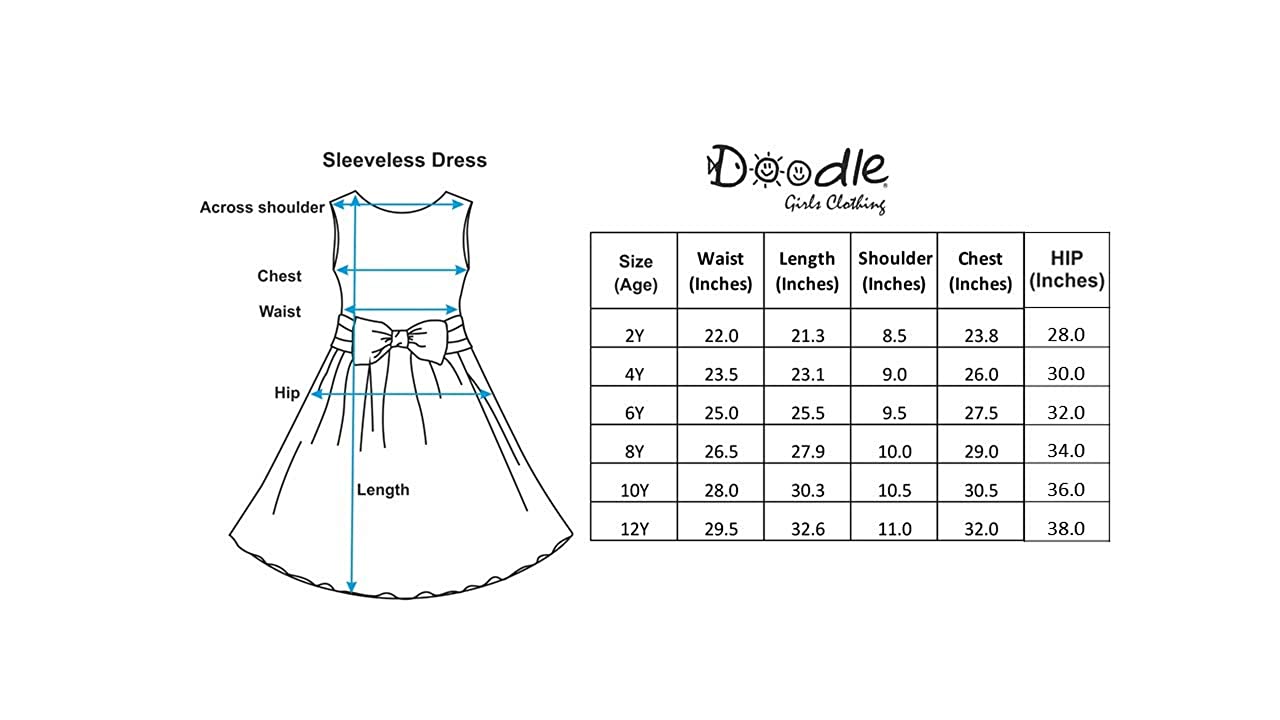 Sleeveless Dress
Across shoulder
Chest
Waist
Hip
Length
Doodle
Girls Clothing
Size (Age) Waist (Inches) Length (Inches) Shoulder (Inches) Chest (Inches) HIP (Inches)
2Y 22.0 21.3 8.5 23.8 28.0
4Y 23.5 23.1 9.0 26.0 30.0
6Y 25.0 25.5 9.5 27.5 32.0
8Y 26.5 27.9 10.0 29.0 34.0
10Y 28.0 30.3 10.5 30.5 36.0
12Y 29.5 32.6 11.0 32.0 38.0